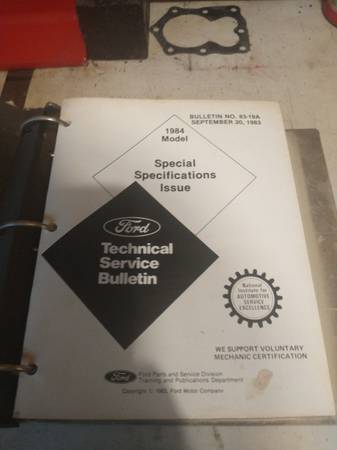 BULLETIN NO. 83-19A
SEPTEMBER 20, 1983
1984
Model
Special
Specifications
Issue
Ford
Technical
Service
Bulletin
National
Institute for
AUTOMOTIVE
SERVICE
EXCELLENCE
WE SUPPORT VOLUNTARY
MECHANIC CERTIFICATION
Ford
Ford Parts and Service Division
Training and Publications Department
Copyright © 1983, Ford Motor Company